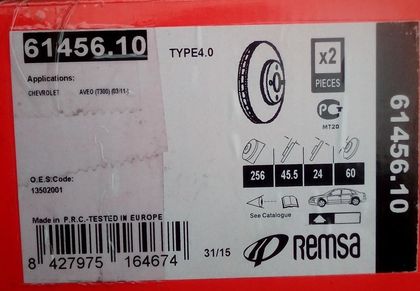 61456.10
TYPE4.0
x2
PIECES
Applications:
CHEVROLET AVEO (T300) (03/11-)
MT20
O.E.S.Code:
13502001
256 45.5 24 60
See Catalogue
Made in P.R.C.-TESTED IN EUROPE
8 427975 164674
31/15
Remsa
61456.10